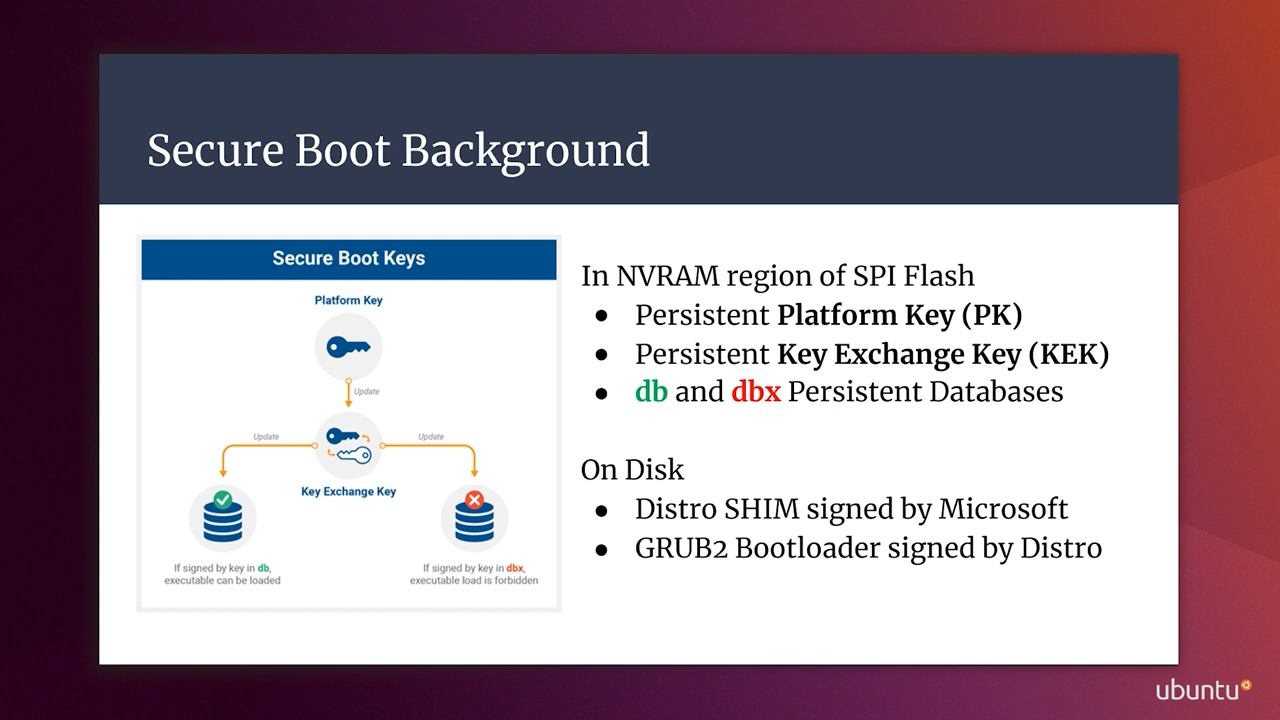 Secure Boot Background
Secure Boot Keys
Platform Key
Update
Update
Update
Key Exchange Key
If signed by key in db,
executable can be loaded
If signed by key in dbx,
executable load is forbidden
In NVRAM region of SPI Flash
● Persistent Platform Key (PK)
● Persistent Key Exchange Key (KEK)
● db and dbx Persistent Databases
On Disk
● Distro SHIM signed by Microsoft
● GRUB2 Bootloader signed by Distro
ubuntu